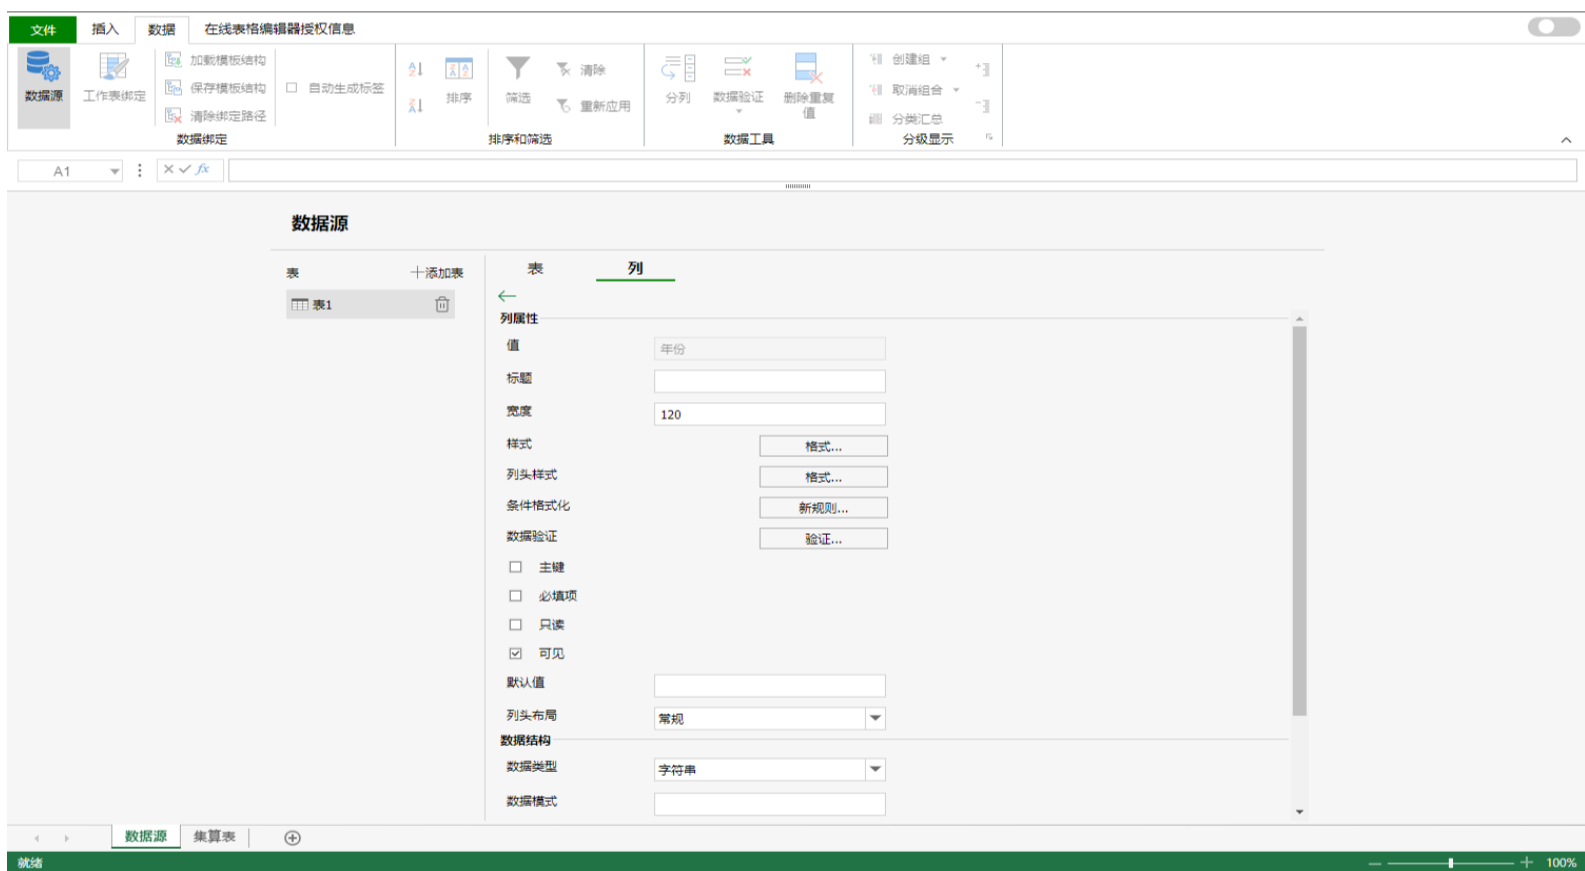 文件 插入 数据 在线表格编辑器授权信息
数据源
工作表绑定
加载模板结构
保存模板结构
清除绑定路径
自动生成标签
数据绑定
排序
筛选
清除
重新应用
排序和筛选
分列
数据验证
删除重复
值
数据工具
创建组
取消组合
分类汇总
分级显示
A1
fx
数据源
表 添加表
表1
表 列
列属性
值 年份
标题
宽度 120
样式 格式...
列头样式 格式...
条件格式化 新规则...
数据验证 验证...
主键
必填项
只读
可见
默认值
列头布局 常规
数据结构
数据类型 字符串
数据模式
数据源 集算表
就绪 100%